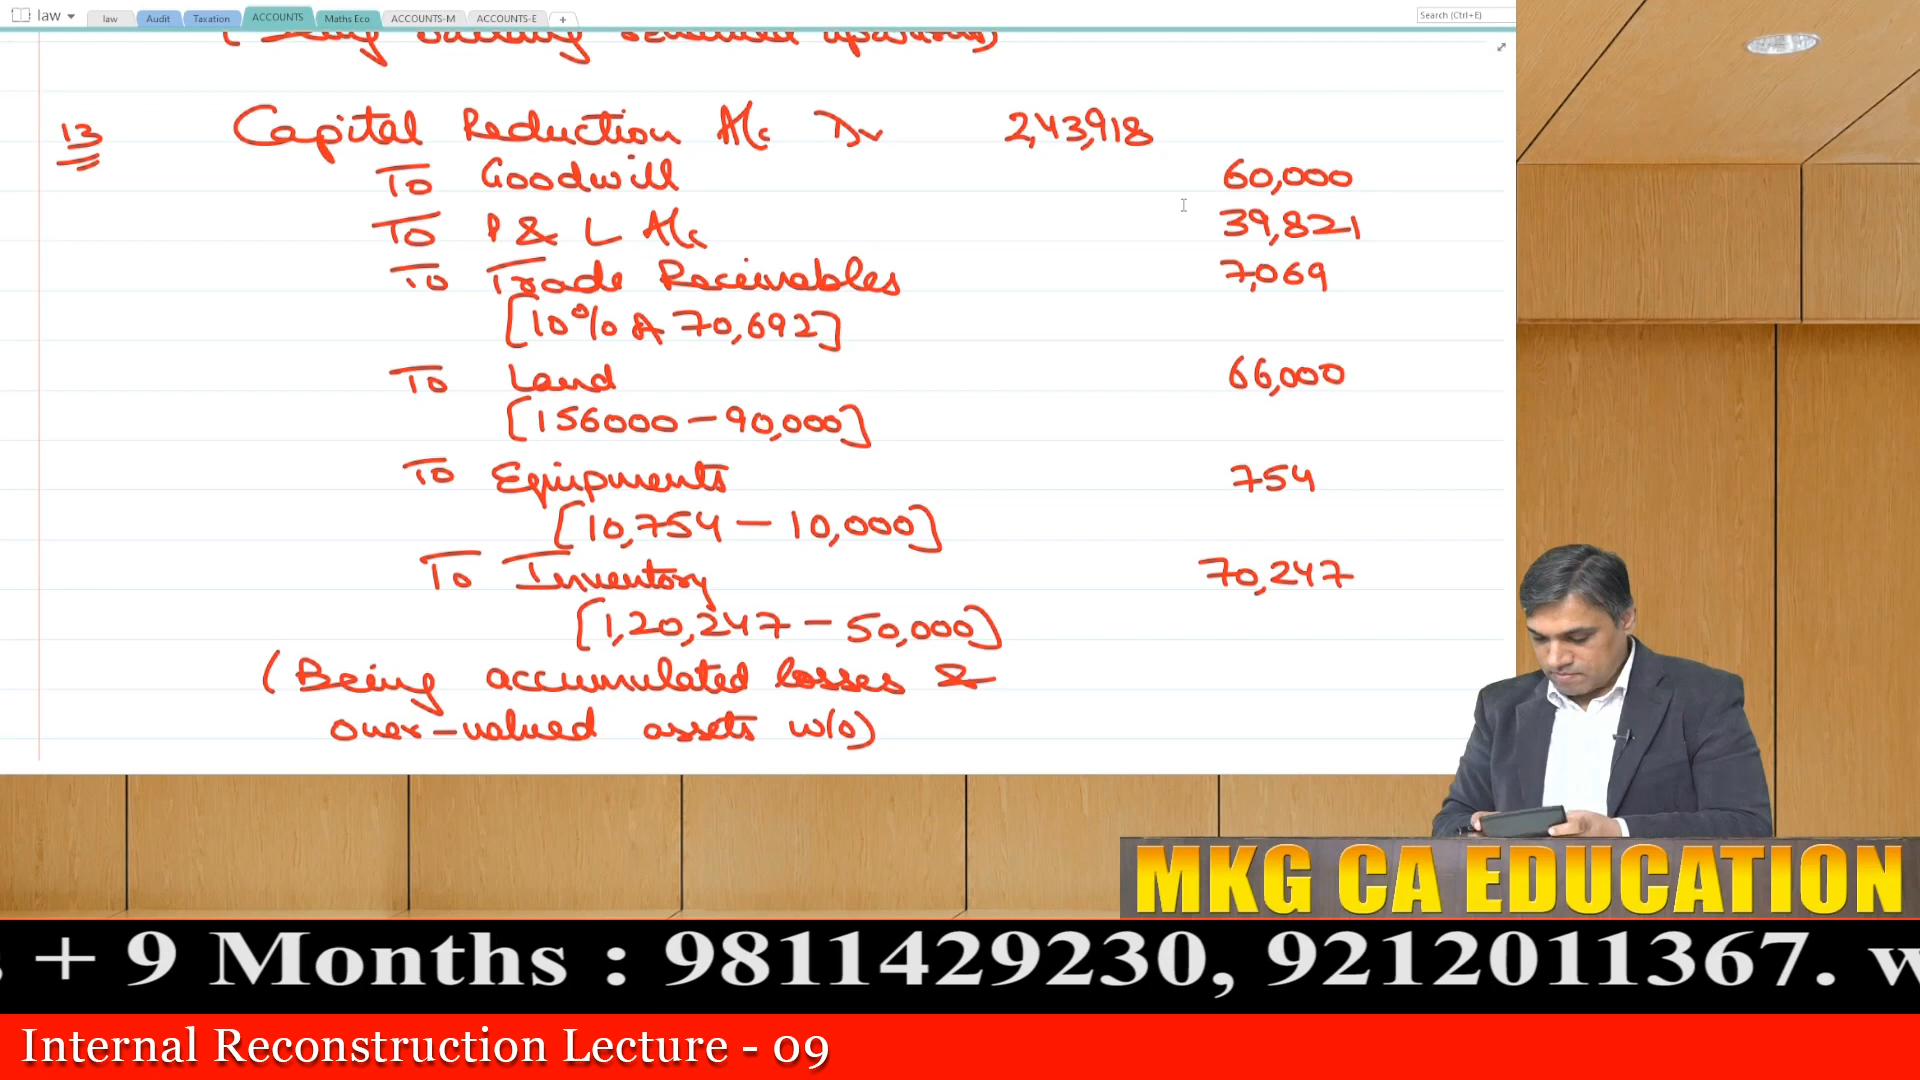 law
law Audit Taxation ACCOUNTS Maths Eco ACCOUNTS-M ACCOUNTS-E +
Search (Ctrl+E)
(Being
13 Capital Reduction A/c Dr 2,43,918
To Goodwill 60,000
To P & L A/c 39,821
To Trade Receivables 7,069
[10% of 70,692]
To Land 66,000
[156000 - 90,000]
To Equipments 754
[10,754 - 10,000]
To Inventory 70,247
[1,20,247 - 50,000]
(Being accumulated losses &
over-valued assets w/o)
MKG CA EDUCATION
+ 9 Months : 9811429230, 9212011367. w
Internal Reconstruction Lecture - 09